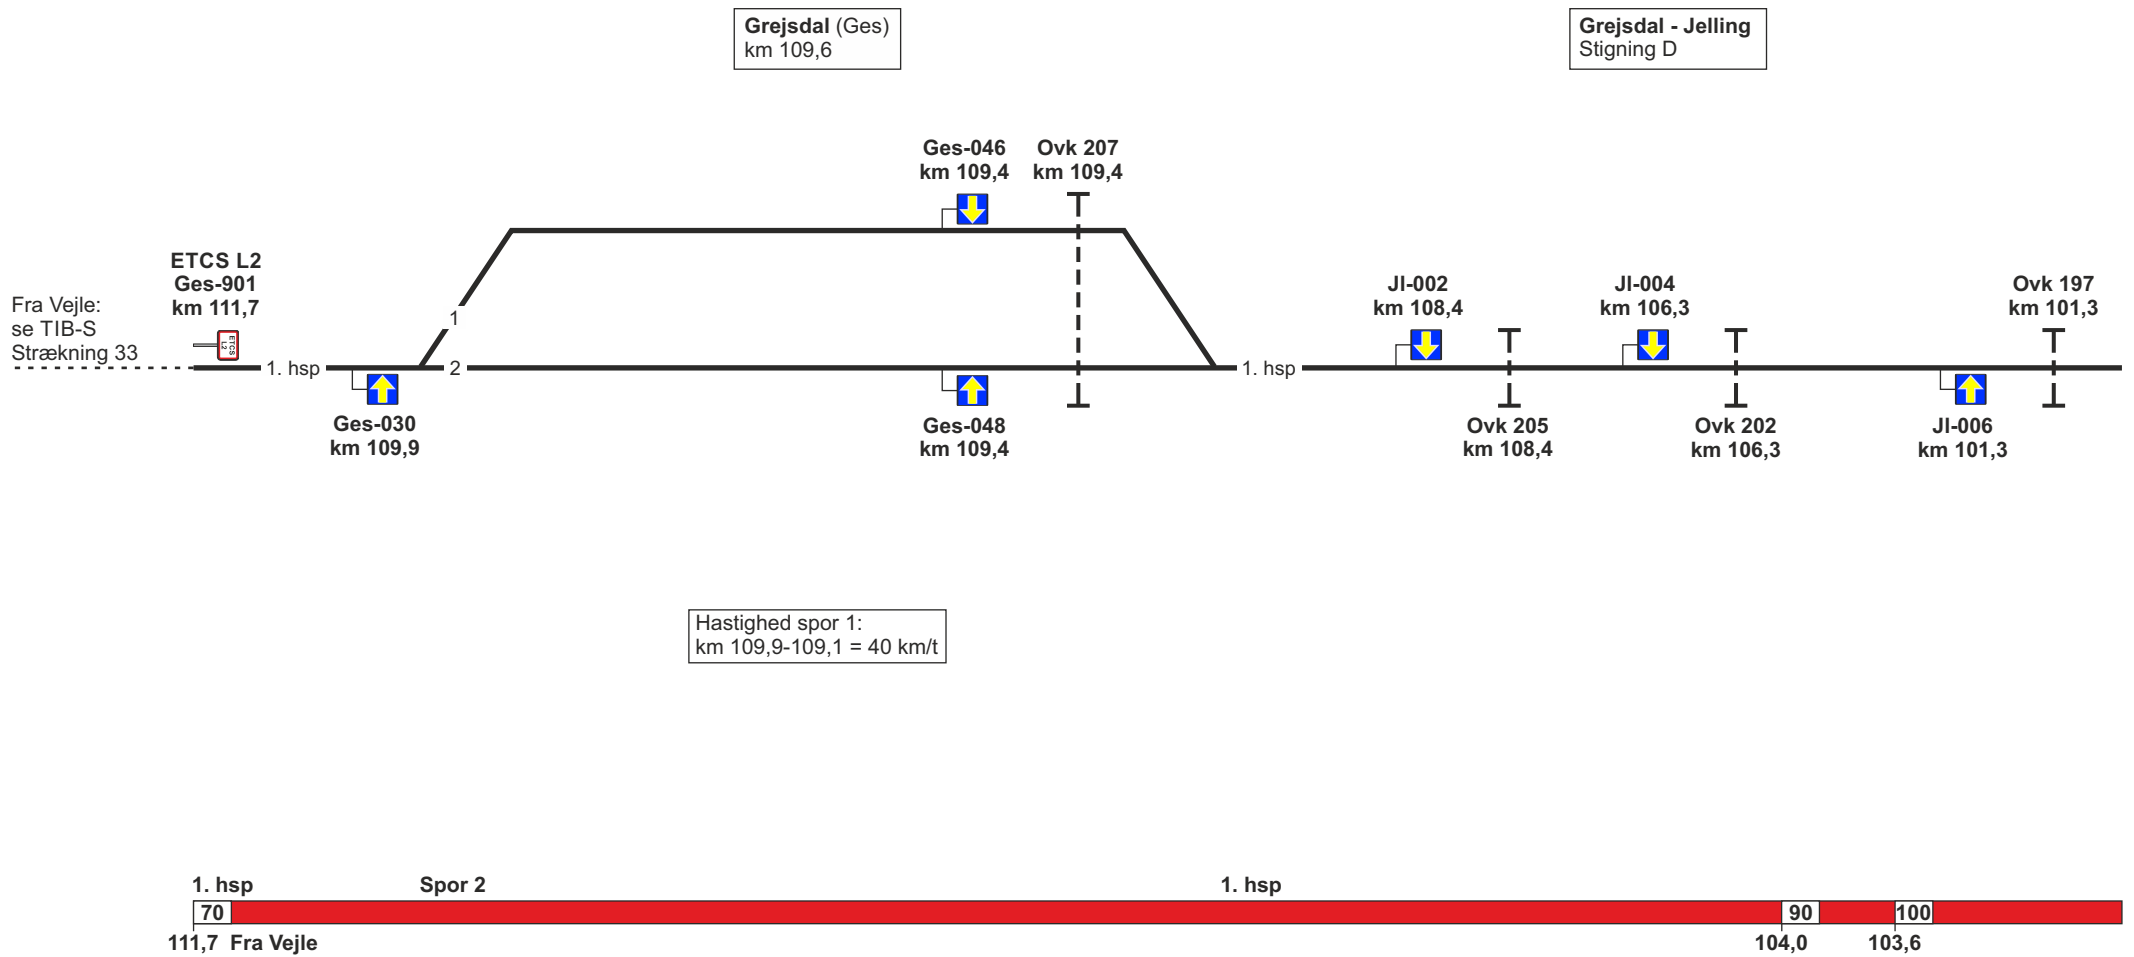 Grejsdal (Ges)
km 109,6
Grejsdal - Jelling
Stigning D
Ges-046
km 109,4
Ovk 207
km 109,4
ETCS L2
Ges-901
km 111,7
Fra Vejle:
se TIB-S
Strækning 33
ETCS
L2
1. hsp
1
2
1. hsp
Jl-002
km 108,4
Jl-004
km 106,3
Ovk 197
km 101,3
Ges-030
km 109,9
Ges-048
km 109,4
Ovk 205
km 108,4
Ovk 202
km 106,3
Jl-006
km 101,3
Hastighed spor 1:
km 109,9-109,1 = 40 km/t
1. hsp
Spor 2
1. hsp
70
90
100
111,7 Fra Vejle
104,0
103,6